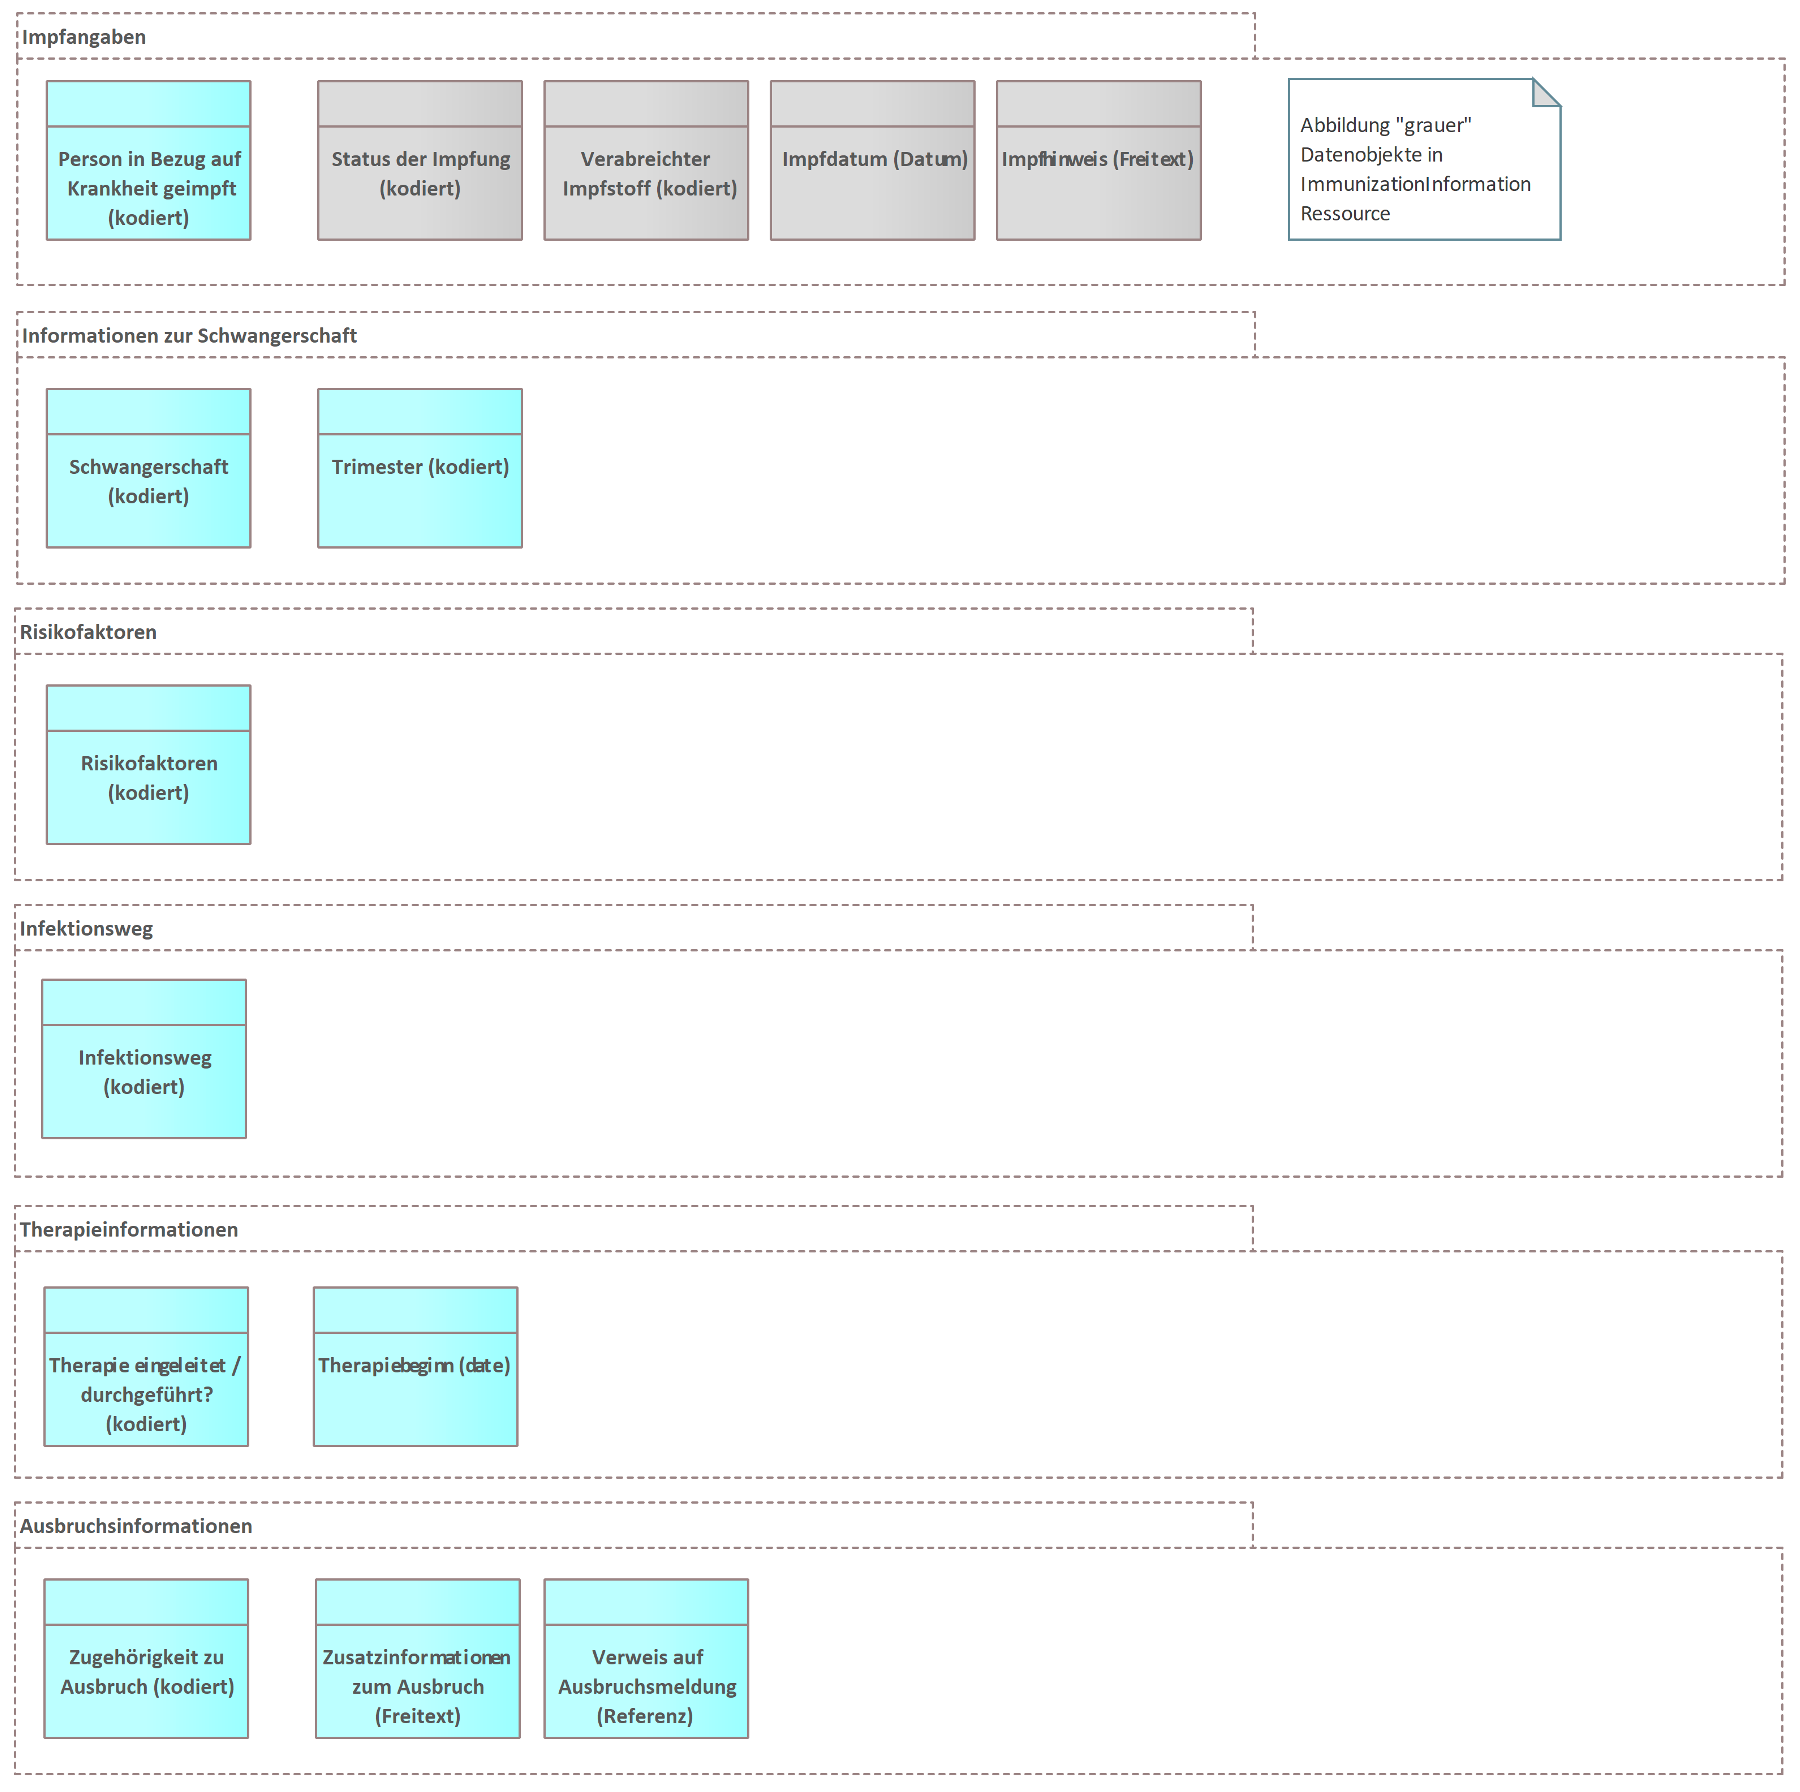 Impfangaben
Person in Bezug auf
Krankheit geimpft
(kodiert)
Status der Impfung
(kodiert)
Verabreichter
Impfstoff (kodiert)
Impfdatum (Datum)
Impfhinweis (Freitext)
Abbildung "grauer"
Datenobjekte in
ImmunizationInformation
Ressource
Informationen zur Schwangerschaft
Schwangerschaft
(kodiert)
Trimester (kodiert)
Risikofaktoren
Risikofaktoren
(kodiert)
Infektionsweg
Infektionsweg
(kodiert)
Therapieinformationen
Therapie eingeleitet /
durchgeführt?
(kodiert)
Therapiebeginn (date)
Ausbruchsinformationen
Zugehörigkeit zu
Ausbruch (kodiert)
Zusatzinformationen
zum Ausbruch
(Freitext)
Verweis auf
Ausbruchsmeldung
(Referenz)